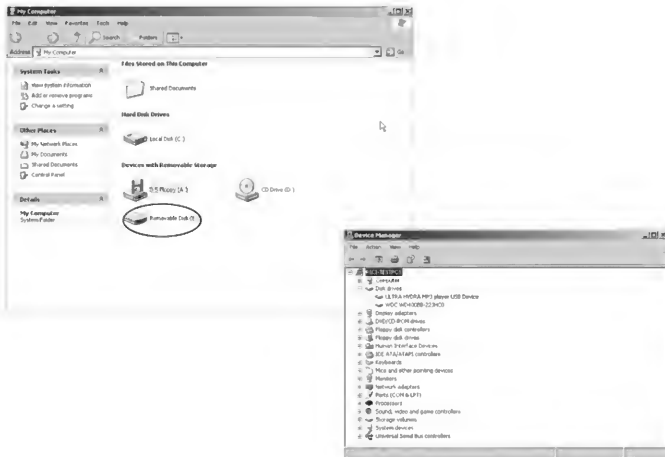 My Computer
File Edit View Favorites Tools Help
Search Folders
Address My Computer Go
System Tasks
View system information
Add or remove programs
Change a setting
Other Places
My Network Places
My Documents
Shared Documents
Control Panel
Details
My Computer
System Folder
Files Stored on This Computer
Shared Documents
Hard Disk Drives
Local Disk (C:)
Devices with Removable Storage
3.5 Floppy (A:)
CD Drive (D:)
Removable Disk
Device Manager
File Action View Help
Computer
Disk drives
ULTRA HYDRA MP3 player USB Device
WDC
Display adapters
DVD/CD-ROM drives
Floppy disk controllers
Floppy disk drives
Human Interface Devices
IDE ATA/ATAPI controllers
Keyboards
Mice and other pointing devices
Monitors
Network adapters
Ports (COM & LPT)
Processors
Sound, video and game controllers
Storage volumes
System devices
Universal Serial Bus controllers